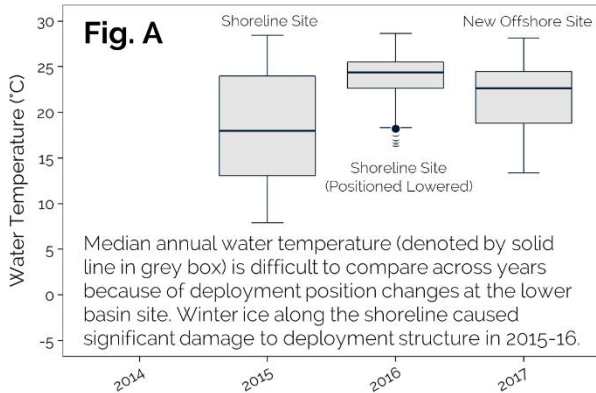 Fig. A
Shoreline Site
New Offshore Site
Shoreline Site
(Positioned Lowered)
Water Temperature (°C)
30
25
20
15
10
5
0
-5
Median annual water temperature (denoted by solid
line in grey box) is difficult to compare across years
because of deployment position changes at the lower
basin site. Winter ice along the shoreline caused
significant damage to deployment structure in 2015-16.
2014
2015
2016
2017